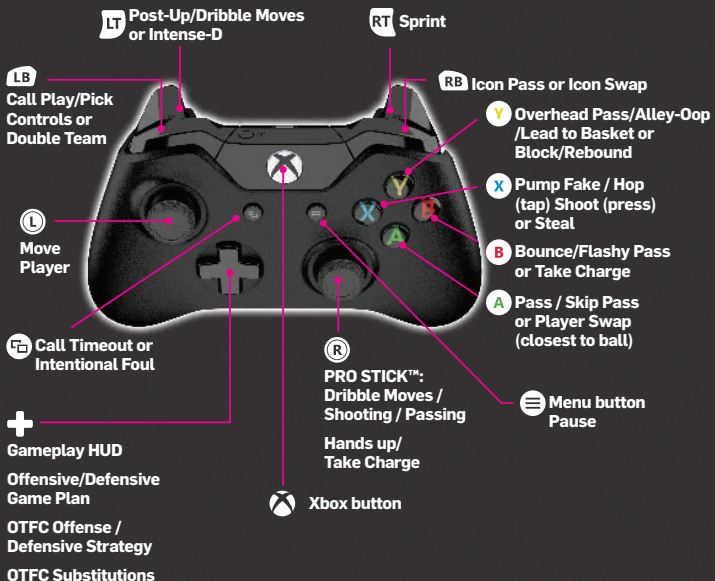 LT Post-Up/Dribble Moves
or Intense-D
RT Sprint
LB
Call Play/Pick
Controls or
Double Team
RB Icon Pass or Icon Swap
Y Overhead Pass/Alley-Oop
/Lead to Basket or
Block/Rebound
X Pump Fake / Hop
(tap) Shoot (press)
or Steal
B Bounce/Flashy Pass
or Take Charge
A Pass / Skip Pass
or Player Swap
(closest to ball)
Y
X
B
A
L
Move
Player
Call Timeout or
Intentional Foul
R
PRO STICK™:
Dribble Moves /
Shooting / Passing
Hands up/
Take Charge
Menu button
Pause
Gameplay HUD
Offensive/Defensive
Game Plan
OTFC Offense /
Defensive Strategy
OTFC Substitutions
Xbox button